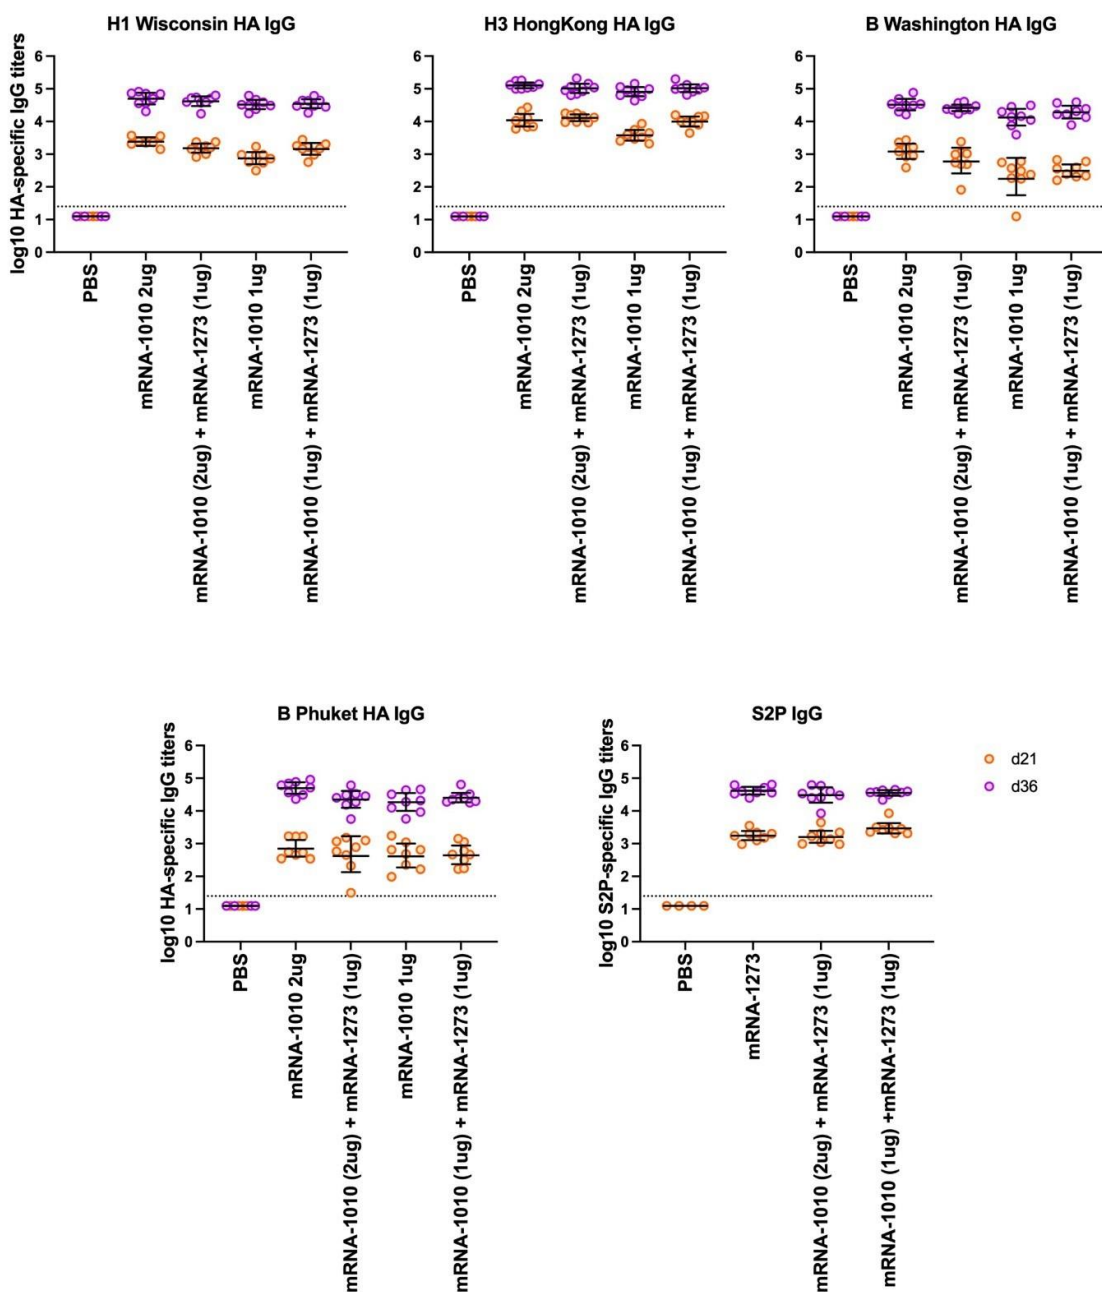 H1 Wisconsin HA IgG
log10 HA-specific IgG titers
6
5
4
3
2
1
0
PBS
mRNA-1010 2ug
mRNA-1010 (2ug) + mRNA-1273 (1ug)
mRNA-1010 1ug
mRNA-1010 (1ug) + mRNA-1273 (1ug)
H3 HongKong HA IgG
6
5
4
3
2
1
0
PBS
mRNA-1010 2ug
mRNA-1010 (2ug) + mRNA-1273 (1ug)
mRNA-1010 1ug
mRNA-1010 (1ug) + mRNA-1273 (1ug)
B Washington HA IgG
6
5
4
3
2
1
0
PBS
mRNA-1010 2ug
mRNA-1010 (2ug) + mRNA-1273 (1ug)
mRNA-1010 1ug
mRNA-1010 (1ug) + mRNA-1273 (1ug)
B Phuket HA IgG
log10 HA-specific IgG titers
6
5
4
3
2
1
0
PBS
mRNA-1010 2ug
mRNA-1010 (2ug) + mRNA-1273 (1ug)
mRNA-1010 1ug
mRNA-1010 (1ug) + mRNA-1273 (1ug)
S2P IgG
log10 S2P-specific IgG titers
6
5
4
3
2
1
0
PBS
mRNA-1273
mRNA-1010 (2ug) + mRNA-1273 (1ug)
mRNA-1010 (1ug) +mRNA-1273 (1ug)
d21
d36